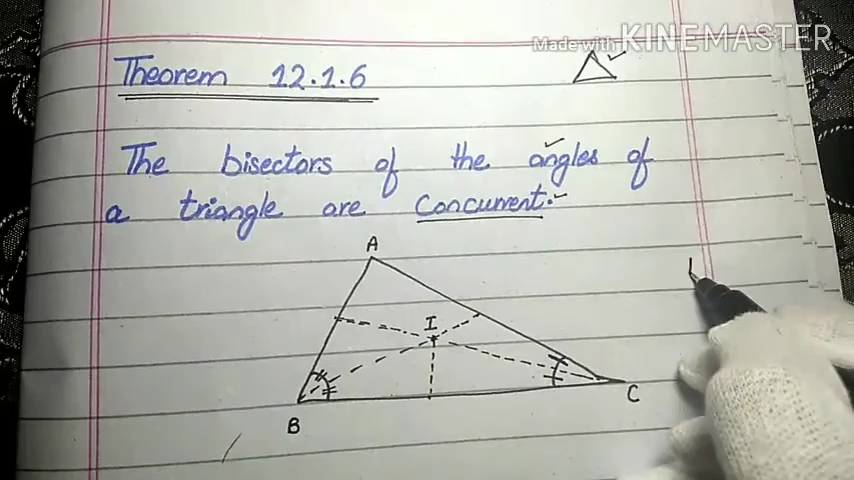 Made with KINEMASTER
Theorem 12.1.6
The bisectors of the angles of
a triangle are Concurrent.
A
I
B
C